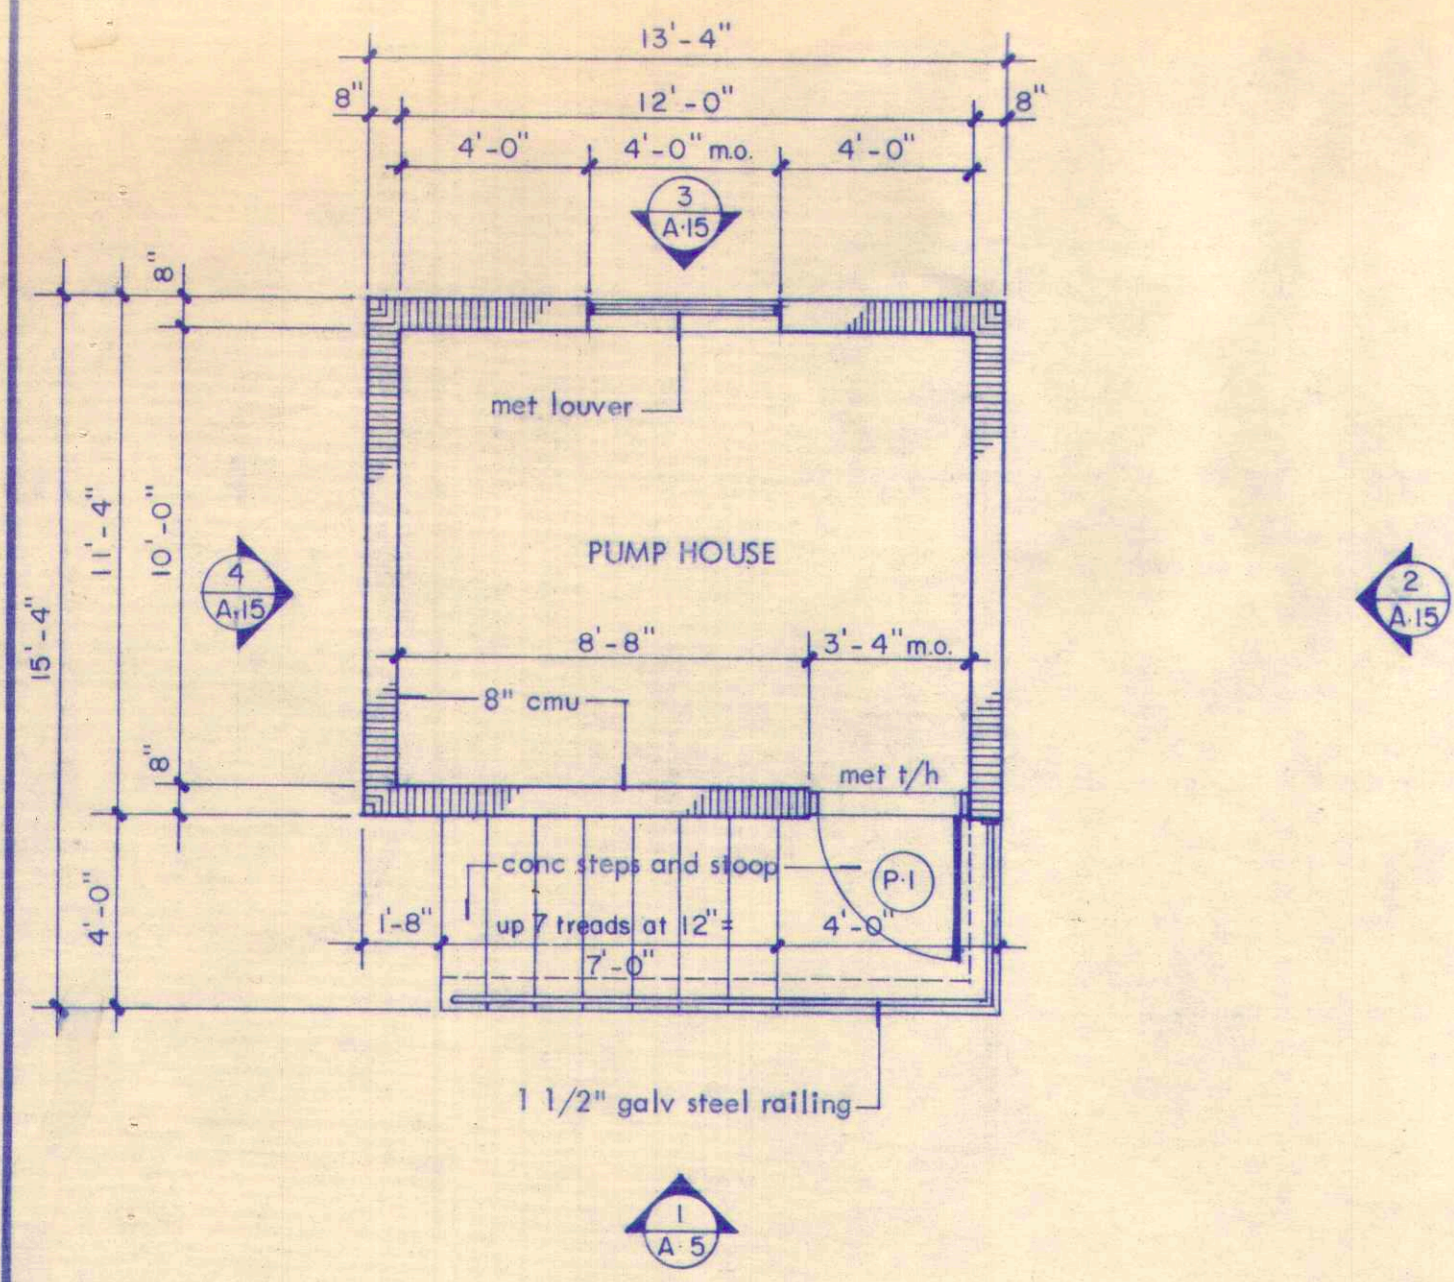 13'-4"
8"
12'-0"
8"
4'-0"
4'-0" m.o.
4'-0"
3
A·15
8"
met louver
11'-4"
10'-0"
4
A·15
PUMP HOUSE
2
A·15
15'-4"
8'-8"
3'-4" m.o.
8" cmu
8"
met t/h
conc steps and stoop
P·1
4'-0"
1'-8"
up 7 treads at 12" =
7'-0"
4'-0"
1 1/2" galv steel railing
1
A·5